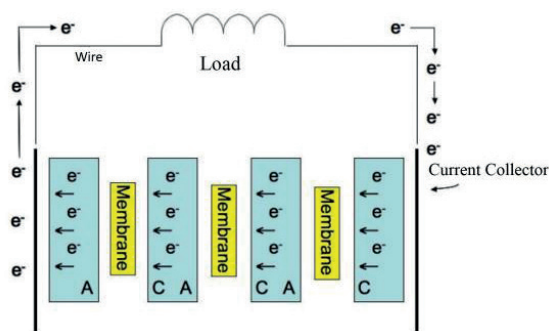 e⁻ e⁻
Wire
Load
e⁻ e⁻
e⁻
e⁻
Current Collector
e⁻ e⁻ e⁻ e⁻ e⁻
e⁻ e⁻ e⁻ e⁻ e⁻
e⁻ e⁻ e⁻ e⁻ e⁻
Membrane Membrane Membrane
A C A C A C